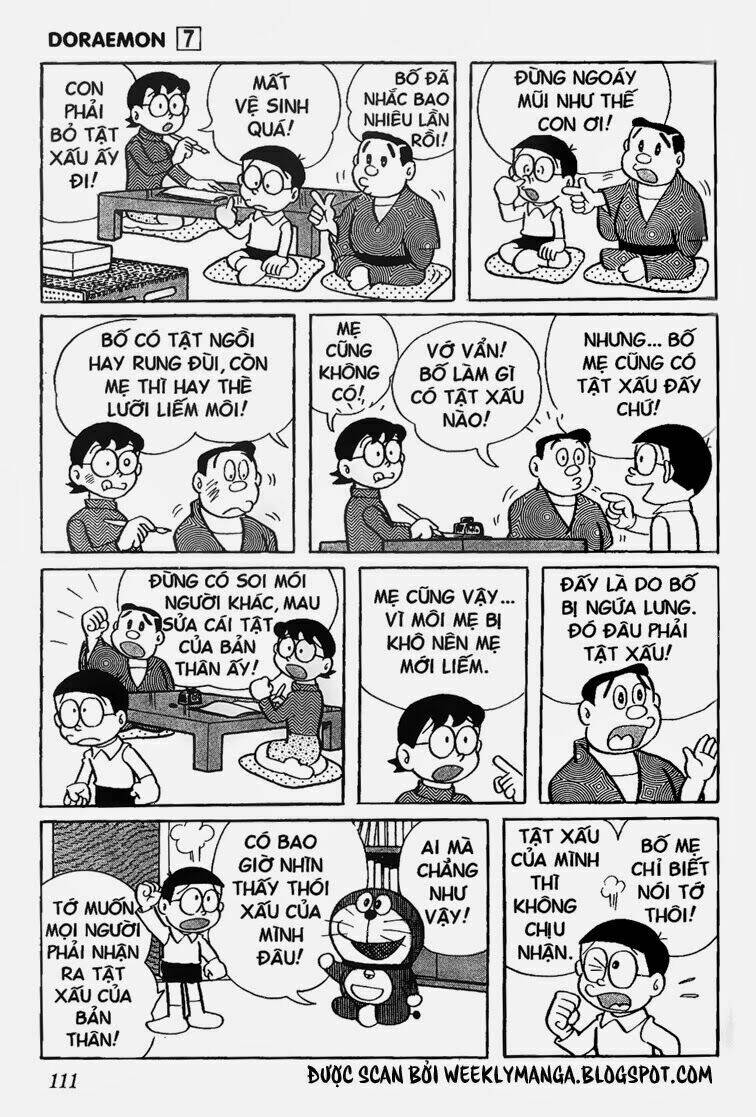 DORAEMON 7
ĐỪNG NGOÁY
MŨI NHƯ THẾ
CON ƠI!
BỐ ĐÃ
NHẮC BAO
NHIÊU LẦN
RỒI!
MẤT
VỆ SINH
QUÁ!
CON
PHẢI
BỎ TẬT
XẤU ẤY
ĐI!
NHƯNG... BỐ
MẸ CŨNG CÓ
TẬT XẤU ĐẤY
CHỨ!
VỚ VẨN!
BỐ LÀM GÌ
CÓ TẬT XẤU
NÀO!
MẸ
CŨNG
KHÔNG
CÓ!
BỐ CÓ TẬT NGỒI
HAY RUNG ĐÙI, CÒN
MẸ THÌ HAY THÈ
LƯỠI LIẾM MÔI!
ĐẤY LÀ DO BỐ
BỊ NGỨA LƯNG.
ĐÓ ĐÂU PHẢI
TẬT XẤU!
MẸ CŨNG VẬY...
VÌ MÔI MẸ BỊ
KHÔ NÊN MẸ
MỚI LIẾM.
ĐỪNG CÓ SOI MÓI
NGƯỜI KHÁC, MAU
SỬA CÁI TẬT
CỦA BẢN
THÂN ẤY!
BỐ MẸ
CHỈ BIẾT
NÓI TỚ
THÔI!
TẬT XẤU
CỦA MÌNH
THÌ
KHÔNG
CHỊU
NHẬN.
AI MÀ
CHẲNG
NHƯ
VẬY!
CÓ BAO
GIỜ NHÌN
THẤY THÓI
XẤU CỦA
MÌNH
ĐÂU!
TỚ MUỐN
MỌI NGƯỜI
PHẢI NHẬN
RA TẬT
XẤU CỦA
BẢN
THÂN!
111
ĐƯỢC SCAN BỞI WEEKLYMANGA.BLOGSPOT.COM